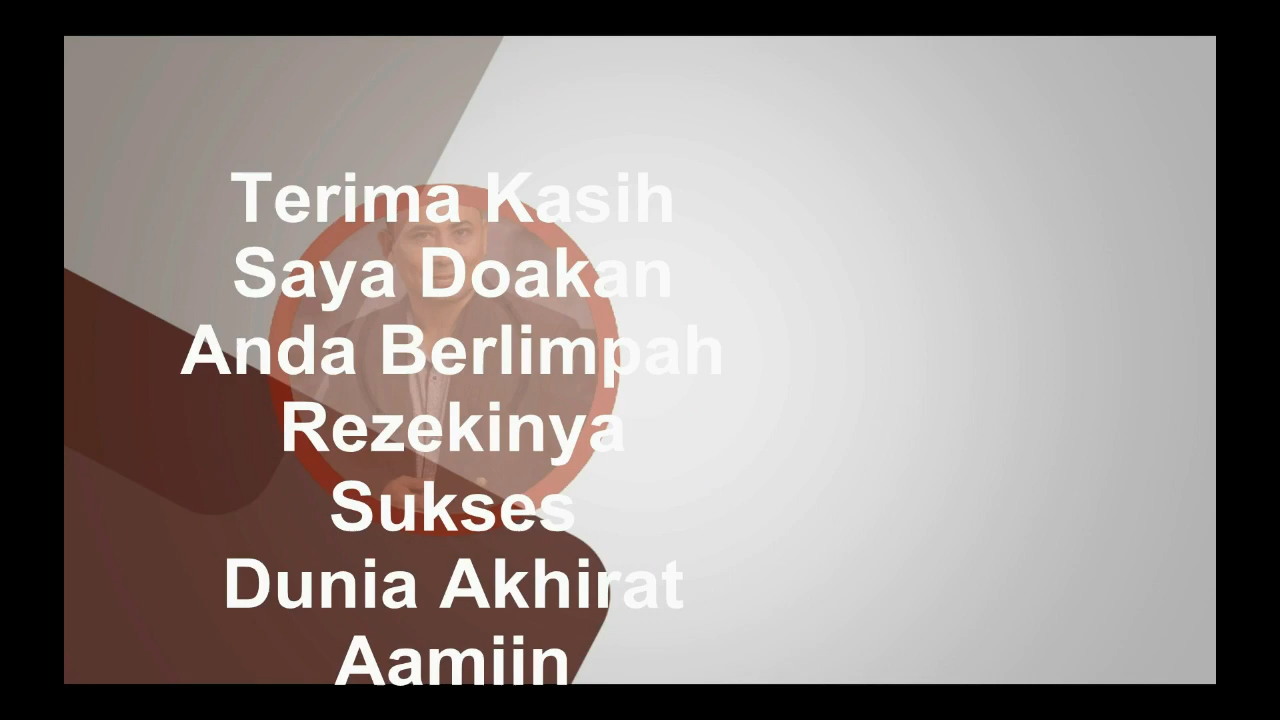 Terima Kasih
Saya Doakan
Anda Berlimpah
Rezekinya
Sukses
Dunia Akhirat
Aamiin